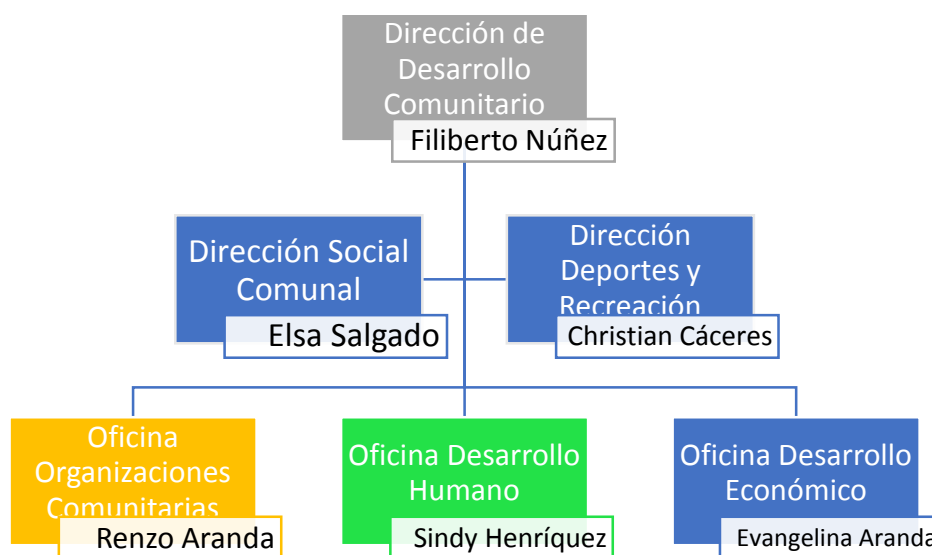 Dirección de
Desarrollo
Comunitario
Filiberto Núñez
Dirección Social
Comunal
Elsa Salgado
Dirección
Deportes y
Recreación
Christian Cáceres
Oficina
Organizaciones
Comunitarias
Renzo Aranda
Oficina Desarrollo
Humano
Sindy Henríquez
Oficina Desarrollo
Económico
Evangelina Aranda